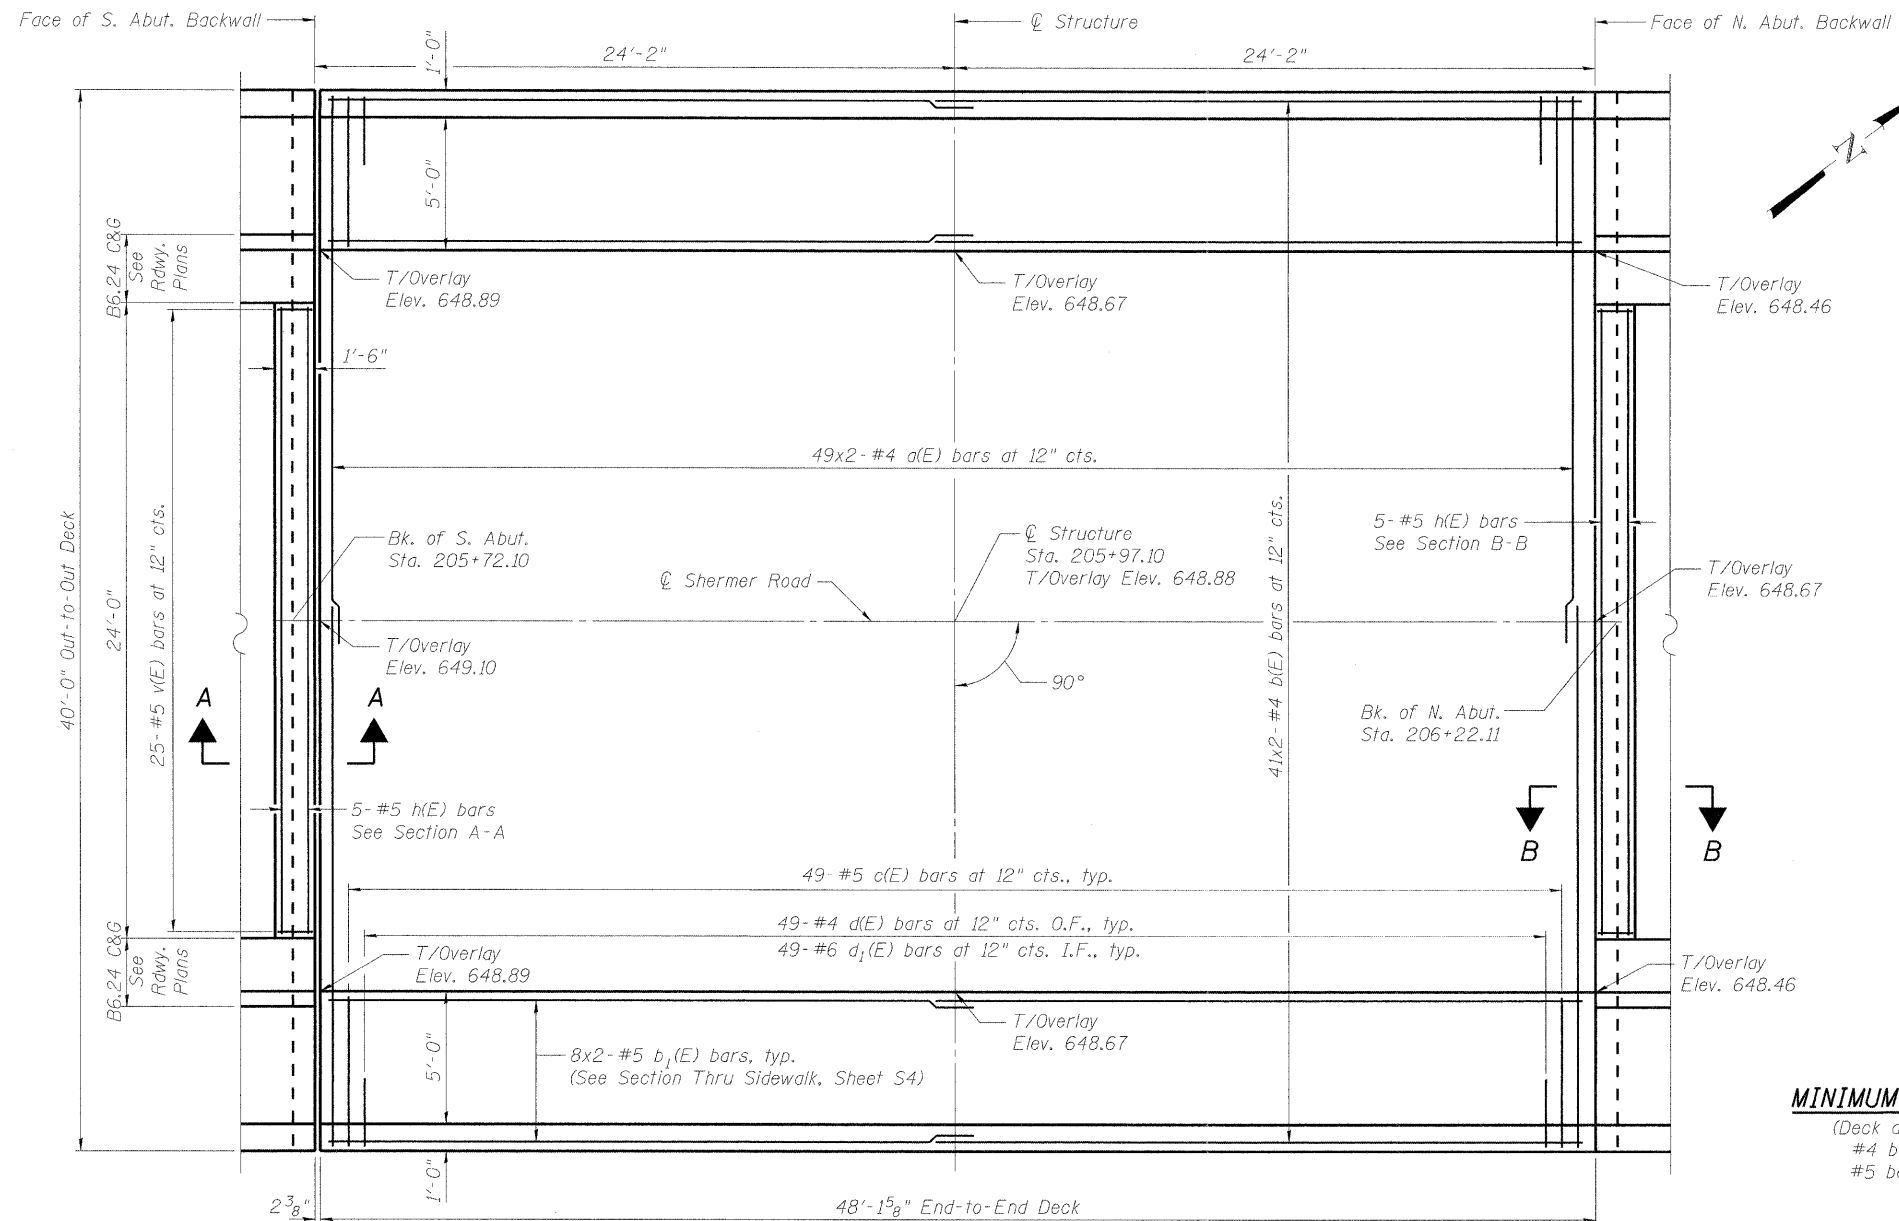 Face of S. Abut. Backwall
℄ Structure
Face of N. Abut. Backwall
24'-2"
24'-2"
1'-0"
5'-0"
N
B6.24 C&G
See
Rdwy.
Plans
T/Overlay
Elev. 648.89
T/Overlay
Elev. 648.67
T/Overlay
Elev. 648.46
1'-6"
49x2-#4 a(E) bars at 12" cts.
40'-0" Out-to-Out Deck
24'-0"
25-#5 v(E) bars at 12" cts.
Bk. of S. Abut.
Sta. 205+72.10
℄ Shermer Road
℄ Structure
Sta. 205+97.10
T/Overlay Elev. 648.88
41x2-#4 b(E) bars at 12" cts.
5-#5 h(E) bars
See Section B-B
T/Overlay
Elev. 648.67
T/Overlay
Elev. 649.10
90°
A
A
Bk. of N. Abut.
Sta. 206+22.11
5-#5 h(E) bars
See Section A-A
B
B
49-#5 c(E) bars at 12" cts., typ.
49-#4 d(E) bars at 12" cts. O.F., typ.
49-#6 d₁(E) bars at 12" cts. I.F., typ.
B6.24 C&G
See
Rdwy.
Plans
T/Overlay
Elev. 648.89
T/Overlay
Elev. 648.46
T/Overlay
Elev. 648.67
5'-0"
8x2-#5 b₁(E) bars, typ.
(See Section Thru Sidewalk, Sheet S4)
MINIMUM
(Deck
#4 b
#5 b
1'-0"
2⅜"
48'-1⅝" End-to-End Deck